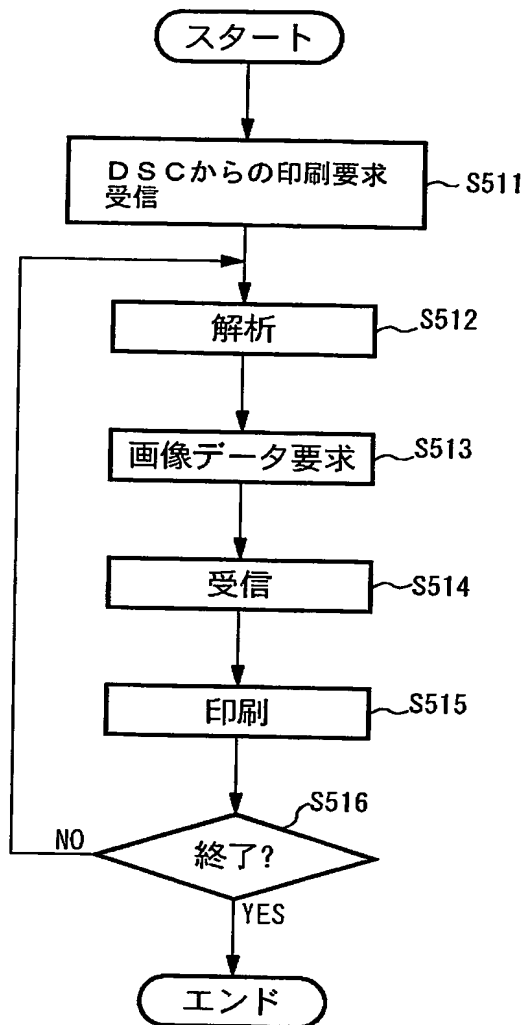 スタート
ＤＳＣからの印刷要求
受信
S511
解析
S512
画像データ要求
S513
受信
S514
印刷
S515
S516
終了?
NO
YES
エンド